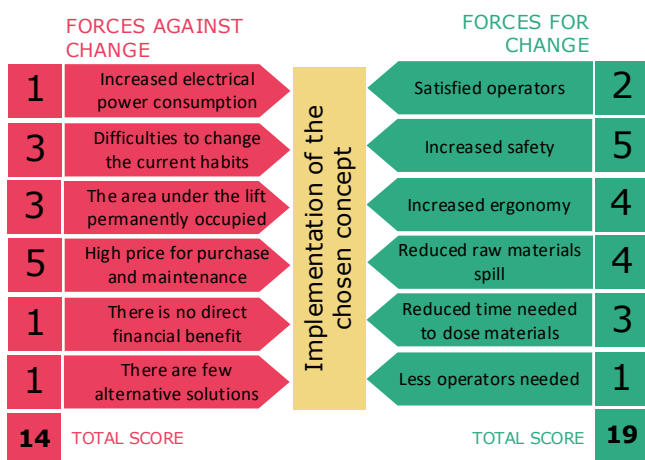 FORCES AGAINST
CHANGE
1
Increased electrical
power consumption
3
Difficulties to change
the current habits
3
The area under the lift
permanently occupied
5
High price for purchase
and maintenance
1
There is no direct
financial benefit
1
There are few
alternative solutions
14
TOTAL SCORE
Implementation of the
chosen concept
FORCES FOR
CHANGE
Satisfied operators
2
Increased safety
5
Increased ergonomy
4
Reduced raw materials
spill
4
Reduced time needed
to dose materials
3
Less operators needed
1
TOTAL SCORE
19